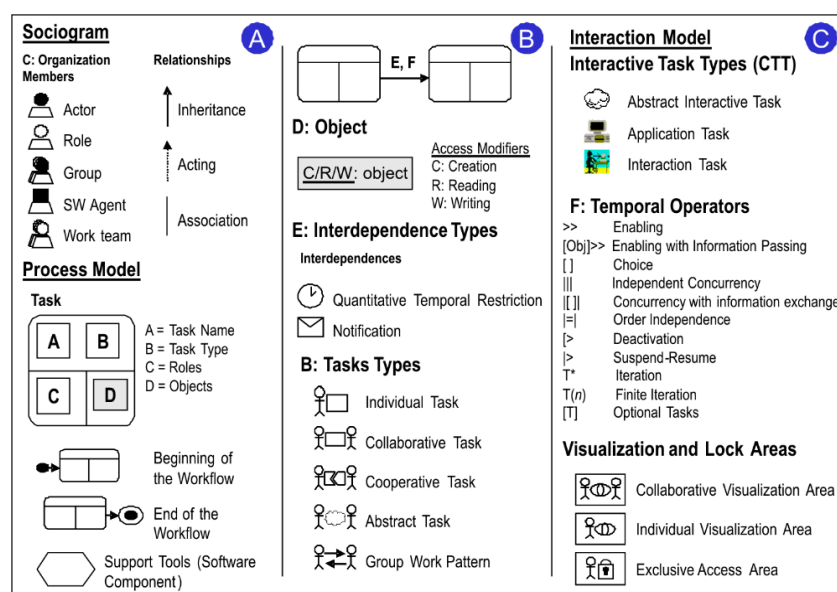 Sociogram
A
C: Organization
Members
Relationships
Actor
Role
Group
SW Agent
Work team
Inheritance
Acting
Association
Process Model
Task
A
B
C
D
A = Task Name
B = Task Type
C = Roles
D = Objects
Beginning of
the Workflow
End of the
Workflow
Support Tools (Software
Component)
B
E, F
D: Object
C/R/W: object
Access Modifiers
C: Creation
R: Reading
W: Writing
E: Interdependence Types
Interdependences
Quantitative Temporal Restriction
Notification
B: Tasks Types
Individual Task
Collaborative Task
Cooperative Task
Abstract Task
Group Work Pattern
C
Interaction Model
Interactive Task Types (CTT)
Abstract Interactive Task
Application Task
Interaction Task
F: Temporal Operators
>> Enabling
[Obj]>> Enabling with Information Passing
[ ] Choice
||| Independent Concurrency
|[ ]| Concurrency with information exchange
|=| Order Independence
[> Deactivation
|> Suspend-Resume
T* Iteration
T(n) Finite Iteration
[T] Optional Tasks
Visualization and Lock Areas
Collaborative Visualization Area
Individual Visualization Area
Exclusive Access Area